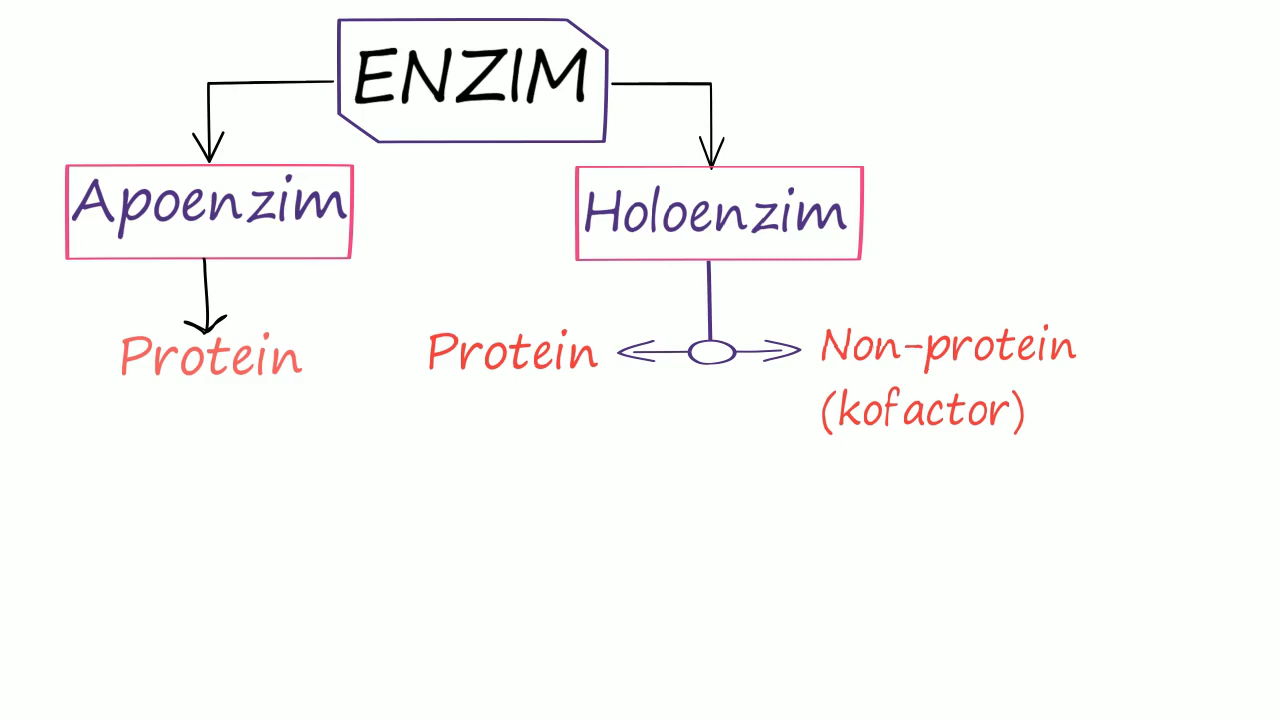 ENZIM
Apoenzim
Holoenzim
Protein
Protein
Non-protein
(kofactor)